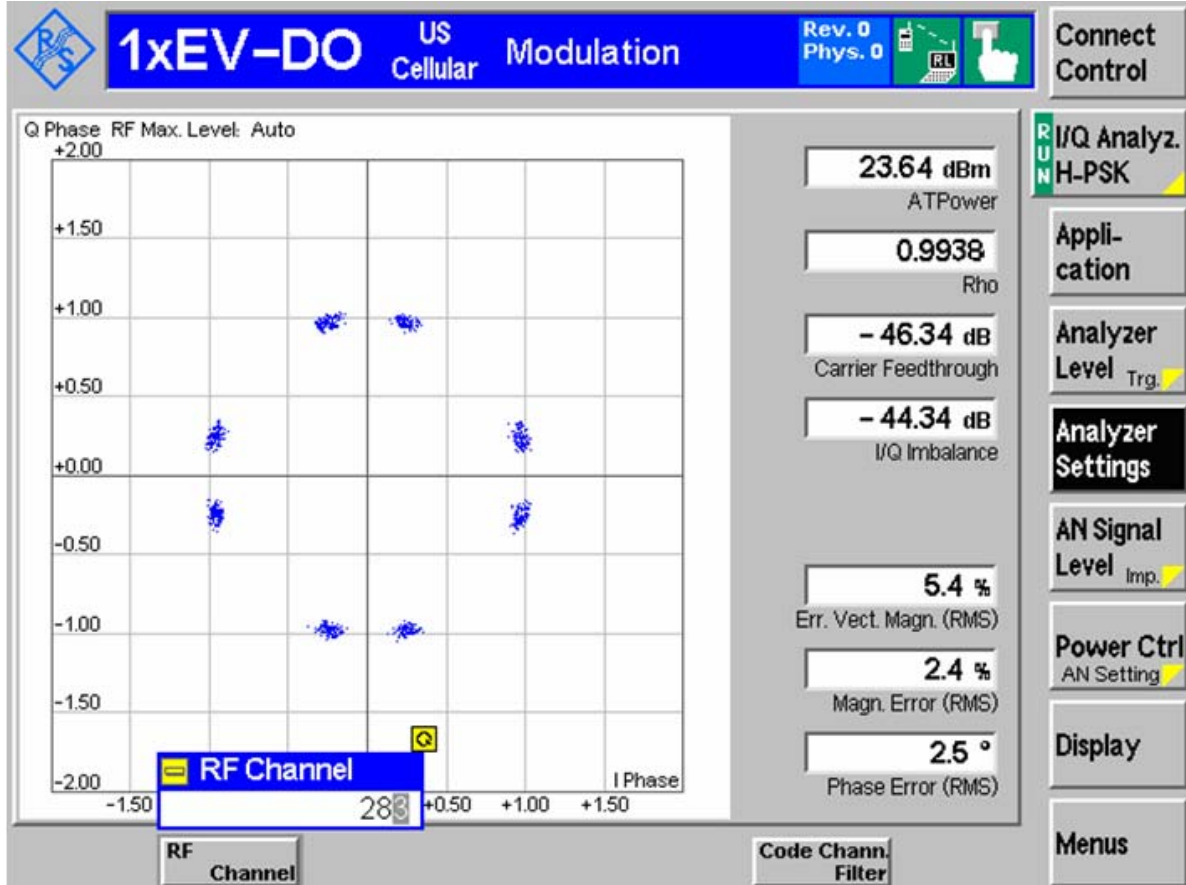 R&S
1xEV-DO
US
Cellular
Modulation
Rev. 0
Phys. 0
RL
Connect
Control
Q Phase RF Max. Level: Auto
+2.00
+1.50
+1.00
+0.50
+0.00
-0.50
-1.00
-1.50
-2.00
-1.50
+0.50
+1.00
+1.50
I Phase
Q
RF Channel
283
23.64 dBm
ATPower
0.9938
Rho
- 46.34 dB
Carrier Feedthrough
- 44.34 dB
I/Q Imbalance
5.4 %
Err. Vect. Magn. (RMS)
2.4 %
Magn. Error (RMS)
2.5 °
Phase Error (RMS)
RUN
I/Q Analyz.
H-PSK
Appli-
cation
Analyzer
Level Trg.
Analyzer
Settings
AN Signal
Level Imp.
Power Ctrl
AN Setting
Display
Menus
RF
Channel
Code Chann.
Filter